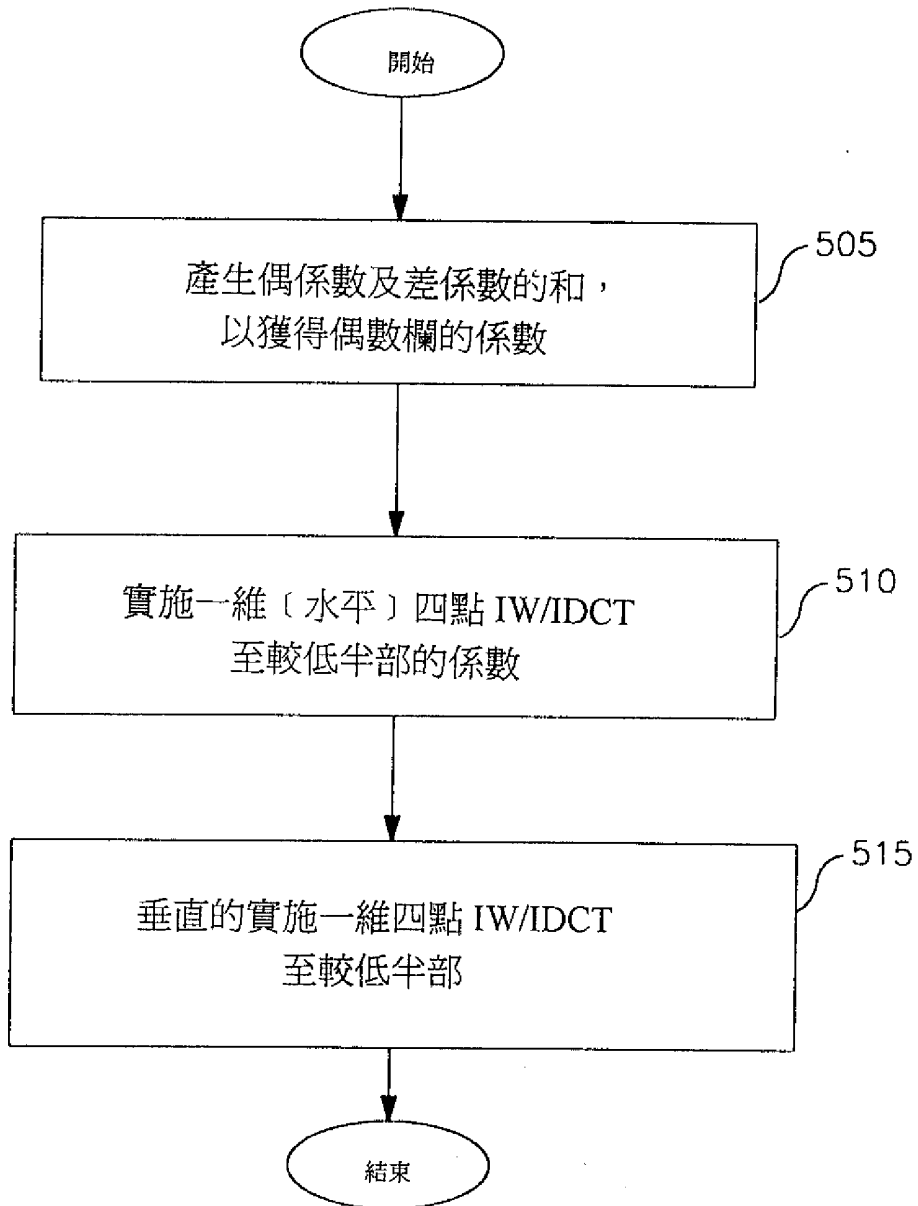 開始
產生偶係數及差係數的和，
以獲得偶數欄的係數
505
實施一維﹝水平﹞四點 IW/IDCT
至較低半部的係數
510
垂直的實施一維四點 IW/IDCT
至較低半部
515
結束